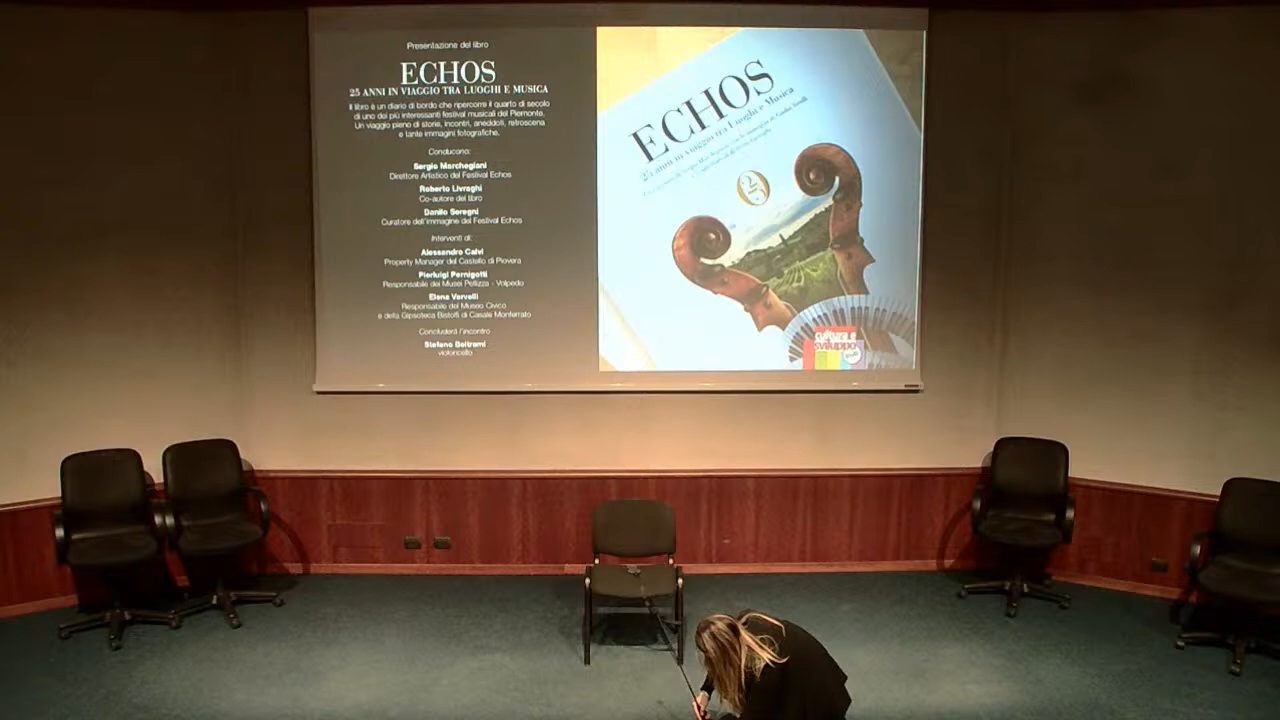 Presentazione del libro
ECHOS
25 ANNI IN VIAGGIO TRA LUOGHI E MUSICA
Il libro è un diario di bordo che ripercorre il quarto di secolo
di uno dei più interessanti festival musicali del Piemonte.
Un viaggio pieno di storie, incontri, aneddoti, retroscena
e tante immagini fotografiche.
Conducono:
Sergio Marchegiani
Direttore Artistico del Festival Echos
Roberto Livraghi
Co-autore del libro
Danilo Seregni
Curatore dell'immagine del Festival Echos
Interventi di:
Alessandro Calvi
Property Manager del Castello di Piovera
Pierluigi Pernigotti
Responsabile dei Musei Pellizza - Volpedo
Elena Varvelli
Responsabile del Museo Civico
e della Gipsoteca Bistolfi di Casale Monferrato
Concluderà l'incontro
Stefano Beltrami
violoncello
ECHOS
25 anni in viaggio tra Luoghi e Musica
25
cultura e
sviluppo